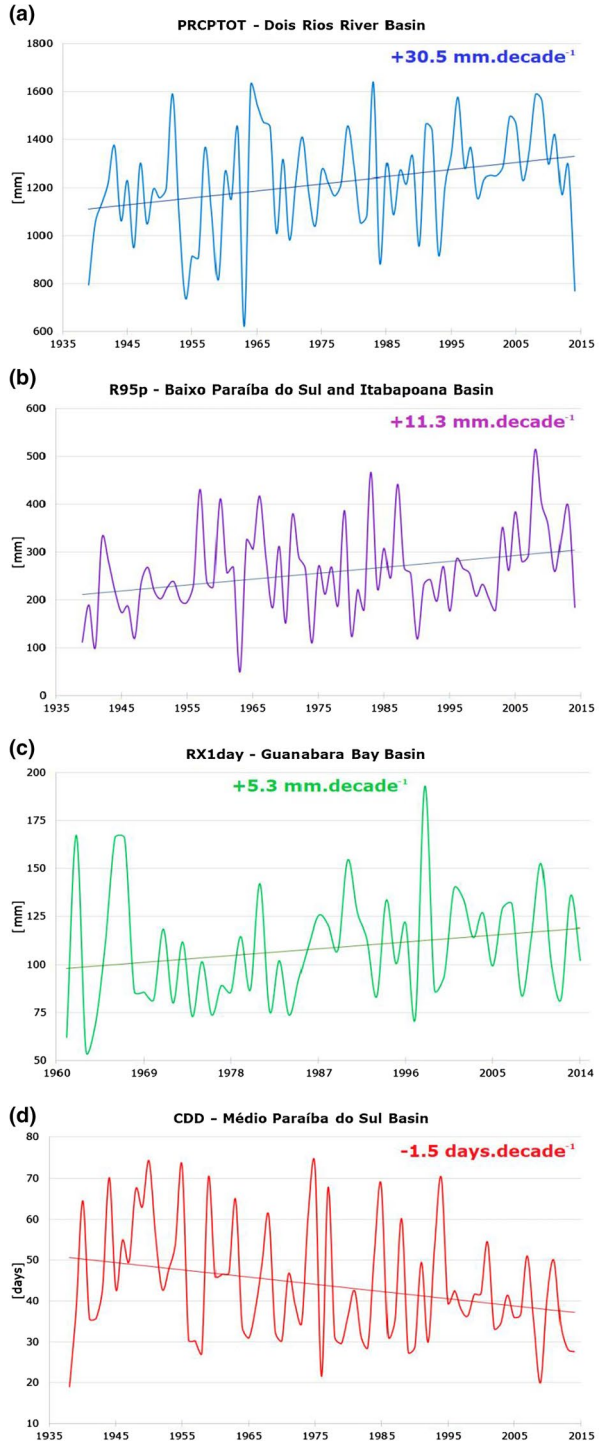 (a)
PRCPTOT - Dois Rios River Basin
+30.5 mm.decade⁻¹
1800
1600
1400
1200
1000
800
600
[mm]
1935 1945 1955 1965 1975 1985 1995 2005 2015
(b)
R95p - Baixo Paraíba do Sul and Itabapoana Basin
+11.3 mm.decade⁻¹
600
500
400
300
200
100
0
[mm]
1935 1945 1955 1965 1975 1985 1995 2005 2015
(c)
RX1day - Guanabara Bay Basin
+5.3 mm.decade⁻¹
200
175
150
125
100
75
50
[mm]
1960 1969 1978 1987 1996 2005 2014
(d)
CDD - Médio Paraíba do Sul Basin
-1.5 days.decade⁻¹
80
70
60
50
40
30
20
10
[days]
1935 1945 1955 1965 1975 1985 1995 2005 2015